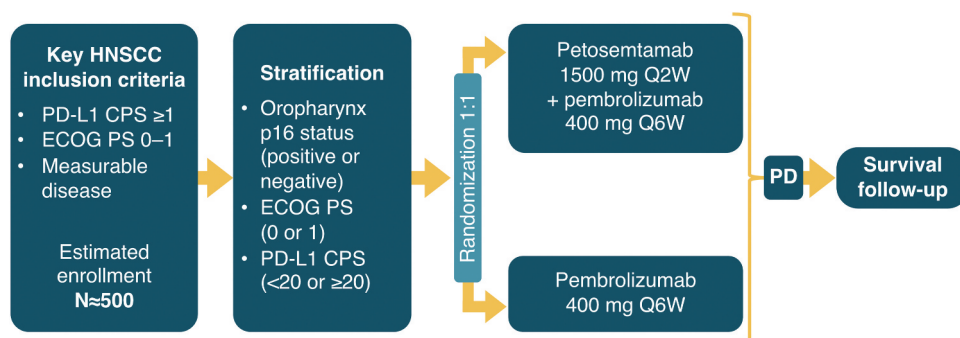 Key HNSCC
inclusion criteria
• PD-L1 CPS ≥1
• ECOG PS 0–1
• Measurable
disease
Estimated
enrollment
N≈500
Stratification
• Oropharynx
p16 status
(positive or
negative)
• ECOG PS
(0 or 1)
• PD-L1 CPS
(<20 or ≥20)
Randomization 1:1
Petosemtamab
1500 mg Q2W
+ pembrolizumab
400 mg Q6W
Pembrolizumab
400 mg Q6W
PD
Survival
follow-up